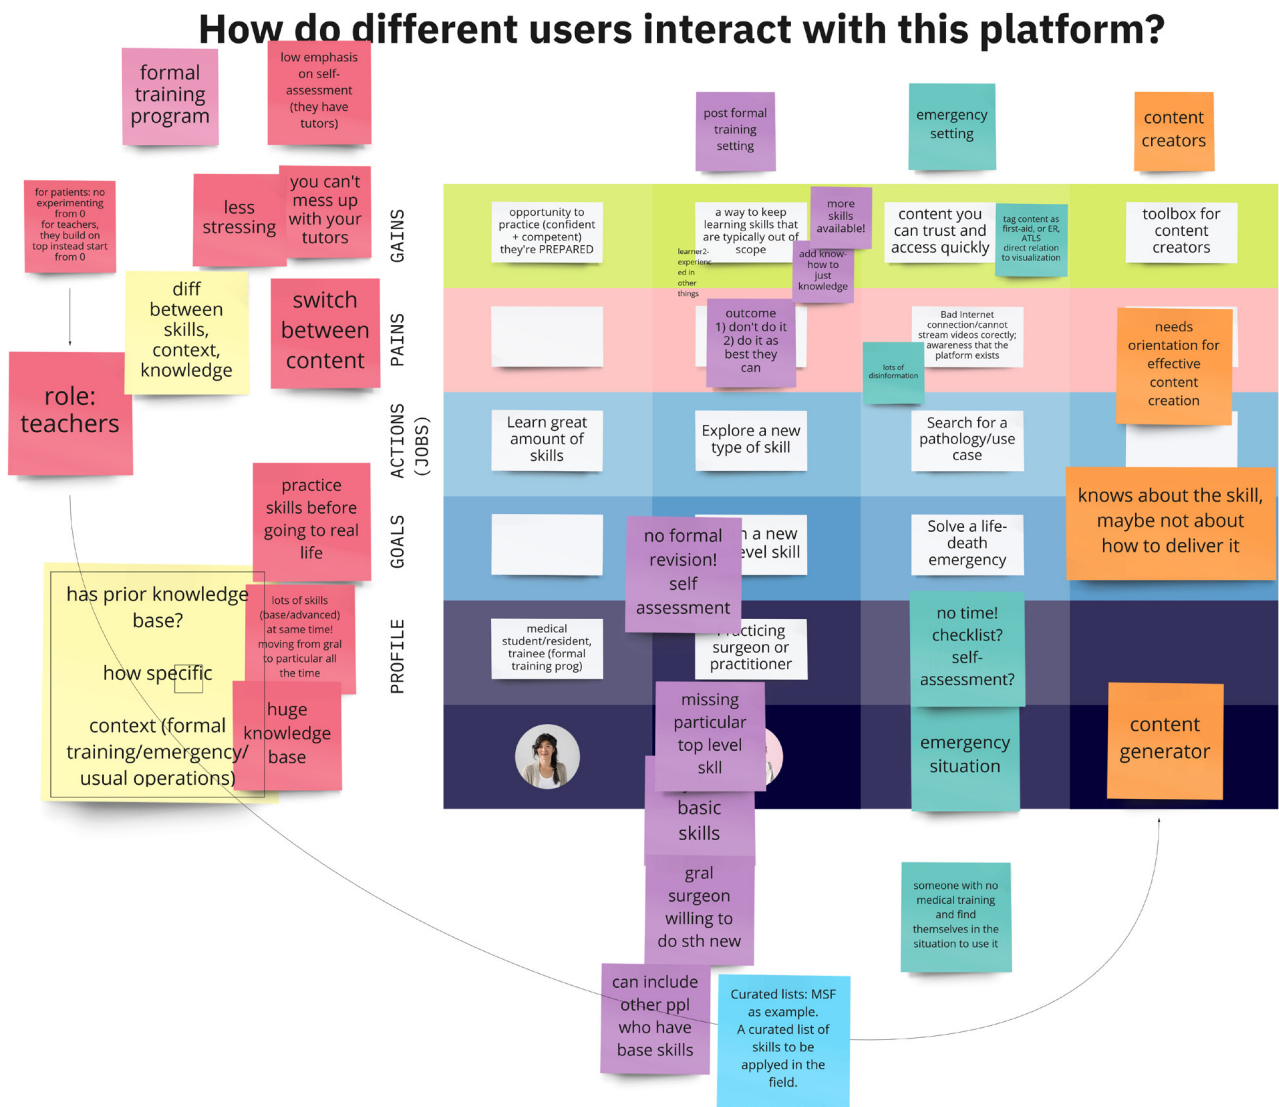 How do different users interact with this platform?
formal
training
program
low emphasis
on self-
assessment
(they have
tutors)
post formal
training
setting
emergency
setting
content
creators
for patients: no
experimenting
from 0
for teachers,
they build on
top instead start
from 0
less
stressing
you can't
mess up
with your
tutors
GAINS
opportunity to
practice (confident
+ competent)
they're PREPARED
a way to keep
learning skills that
are typically out of
scope
learner2-
experienc
ed in
other
things
more
skills
available!
add know-
how to
just
knowledge
content you
can trust and
access quickly
tag content as
first-aid, or ER,
ATLS
direct relation
to visualization
toolbox for
content
creators
diff
between
skills,
context,
knowledge
switch
between
content
PAINS
outcome
1) don't do it
2) do it as
best they
can
Bad Internet
connection/cannot
stream videos corectly;
awareness that the
platform exists
lots of
disinformation
needs
orientation for
effective
content
creation
role:
teachers
ACTIONS
(JOBS)
Learn great
amount of
skills
Explore a new
type of skill
Search for a
pathology/use
case
knows about the skill,
maybe not about
how to deliver it
practice
skills before
going to real
life
GOALS
no formal
revision!
self
assessment
a new
evel skill
Solve a life-
death
emergency
has prior knowledge
base?
how specific
context (formal
training/emergency/
usual operations)
lots of skills
(base/advanced)
at same time!
moving from gral
to particular all
the time
huge
knowledge
base
PROFILE
medical
student/resident,
trainee (formal
training prog)
Practicing
surgeon or
practitioner
no time!
checklist?
self-
assessment?
missing
particular
top level
skll
emergency
situation
content
generator
basic
skills
gral
surgeon
willing to
do sth new
someone with no
medical training
and find
themselves in the
situation to use it
can include
other ppl
who have
base skills
Curated lists: MSF
as example.
A curated list of
skills to be
applyed in the
field.